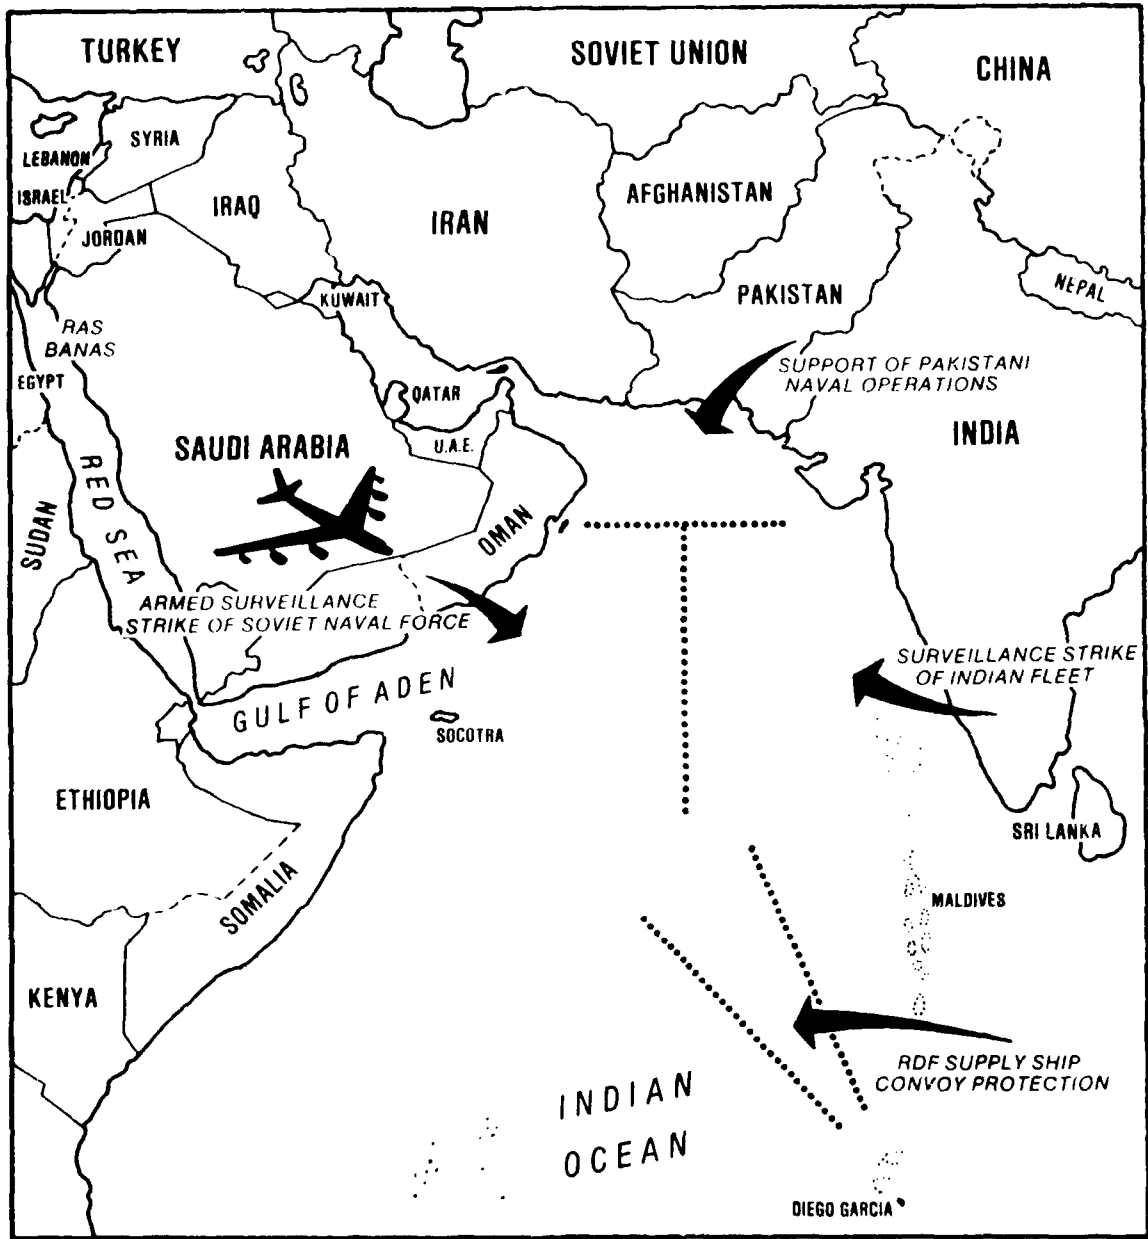 TURKEY
SOVIET UNION
CHINA
SYRIA
LEBANON
ISRAEL
IRAQ
IRAN
AFGHANISTAN
JORDAN
KUWAIT
PAKISTAN
NEPAL
RAS
BANAS
EGYPT
QATAR
SUPPORT OF PAKISTANI
NAVAL OPERATIONS
SAUDI ARABIA
U.A.E.
INDIA
RED SEA
SUDAN
OMAN
ARMED SURVEILLANCE
STRIKE OF SOVIET NAVAL FORCE
SURVEILLANCE STRIKE
OF INDIAN FLEET
GULF OF ADEN
SOCOTRA
ETHIOPIA
SRI LANKA
SOMALIA
MALDIVES
KENYA
RDF SUPPLY SHIP
CONVOY PROTECTION
INDIAN
OCEAN
DIEGO GARCIA